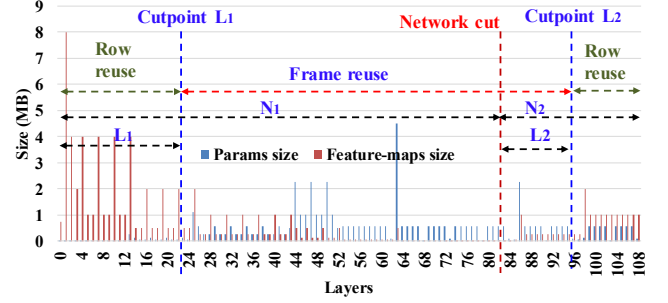 Cutpoint L1 Network cut Cutpoint L2
Row reuse Frame reuse Row reuse
N1 N2
L1 L2
Params size Feature-maps size
Size (MB)
9
8
7
6
5
4
3
2
1
0
0 4 8 12 16 20 24 28 32 36 40 44 48 52 56 60 64 68 72 76 80 84 88 92 96 100 104 108
Layers